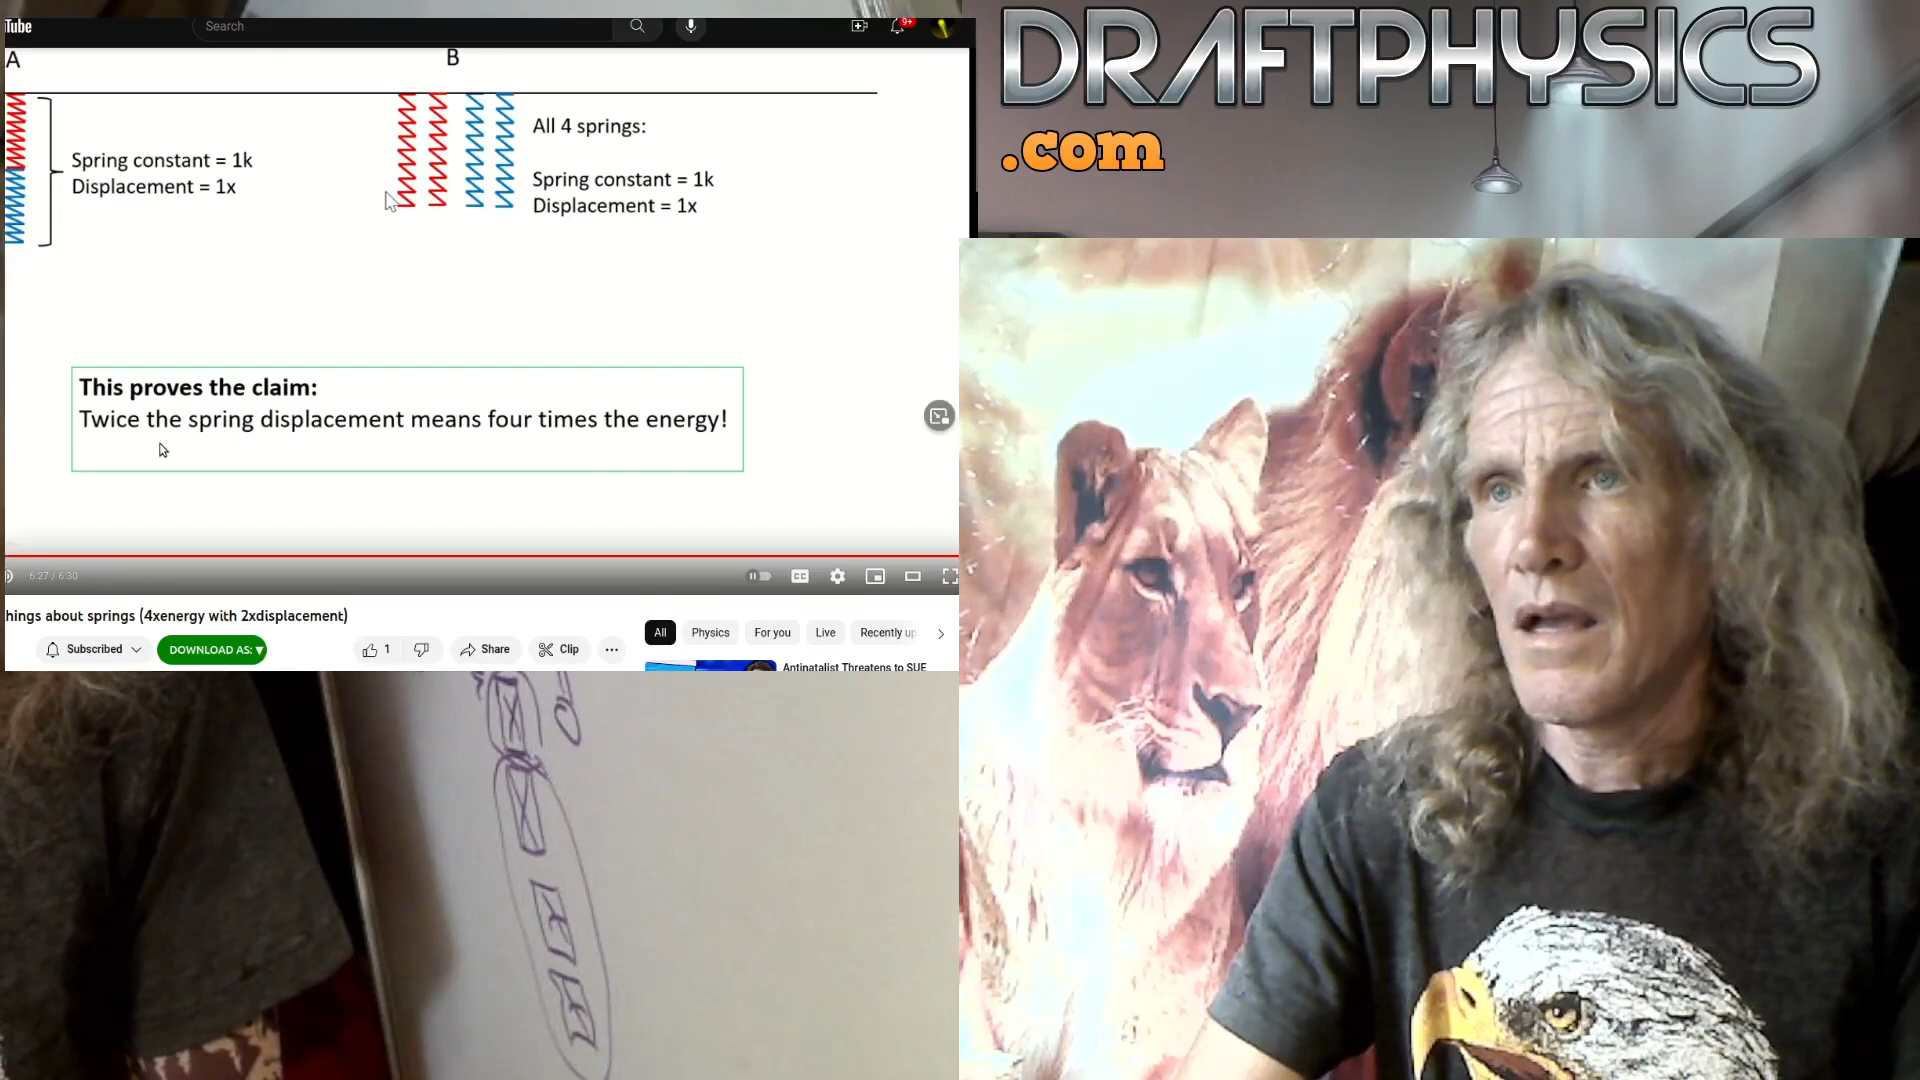 Tube
Search
9+
A
B
Spring constant = 1k
Displacement = 1x
All 4 springs:
Spring constant = 1k
Displacement = 1x
This proves the claim:
Twice the spring displacement means four times the energy!
6:27 / 6:30
CC
hings about springs (4xenergy with 2xdisplacement)
Subscribed
DOWNLOAD AS: ▼
1
Share
Clip
...
All
Physics
For you
Live
Recently up
Antinatalist Threatens to SUE
DRAFTPHYSICS
.com